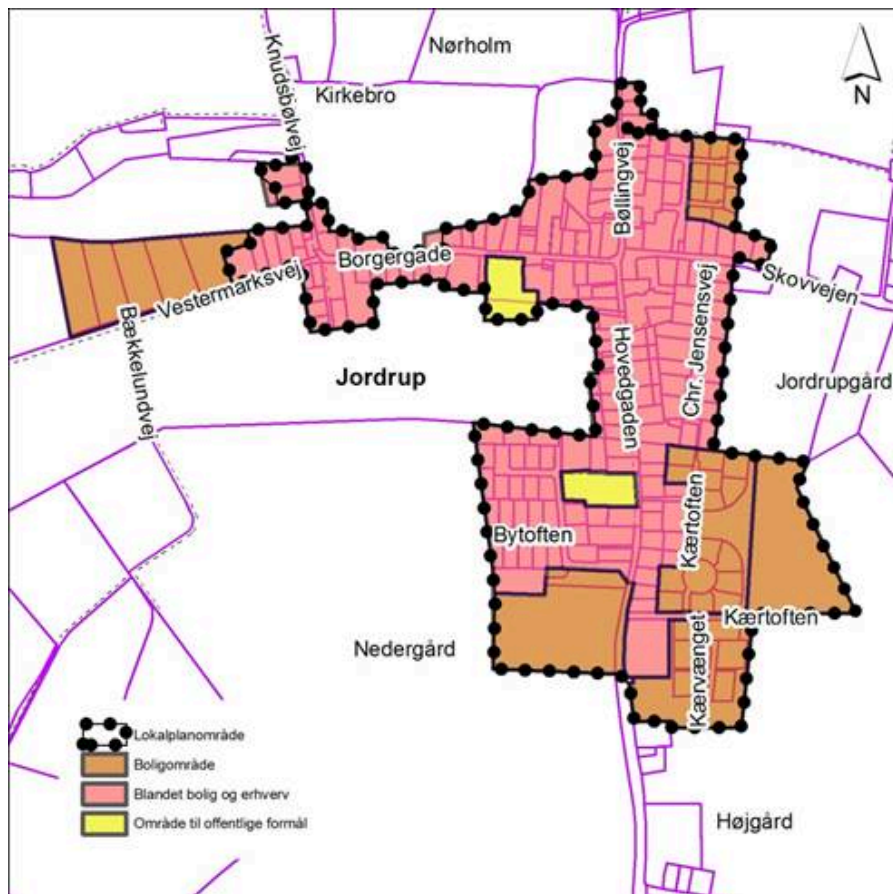 Nørholm
Knudsbølvej
Kirkebro
N
Bøllingvej
Borgergade
Skovvejen
Vestermarksvej
Bækkelundvej
Jordrup
Hovedgaden
Chr. Jensensvej
Jordrupgård
Bytoften
Kærtoften
Kærtoften
Nedergård
Kærvænget
Lokalplanområde
Boligområde
Blandet bolig og erhverv
Område til offentlige formål
Højgård